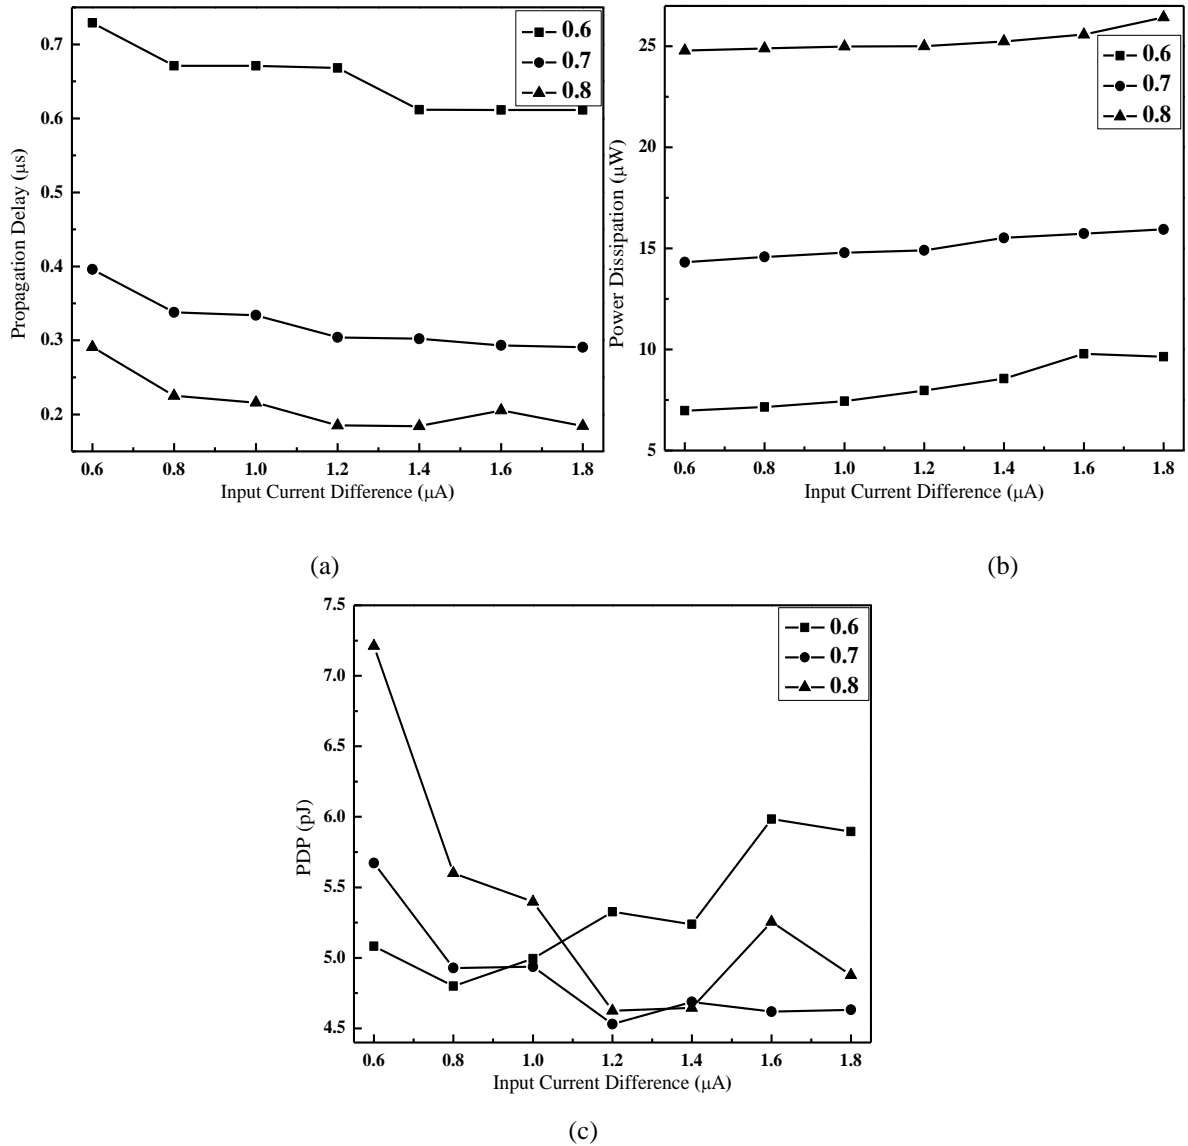 0.7
0.6
0.5
0.4
0.3
0.2
Propagation Delay (μs)
0.6
0.7
0.8
0.6 0.8 1.0 1.2 1.4 1.6 1.8
Input Current Difference (μA)
(a)
25
20
15
10
5
Power Dissipation (μW)
0.6
0.7
0.8
0.6 0.8 1.0 1.2 1.4 1.6 1.8
Input Current Difference (μA)
(b)
7.5
7.0
6.5
6.0
5.5
5.0
4.5
PDP (pJ)
0.6
0.7
0.8
0.6 0.8 1.0 1.2 1.4 1.6 1.8
Input Current Difference (μA)
(c)